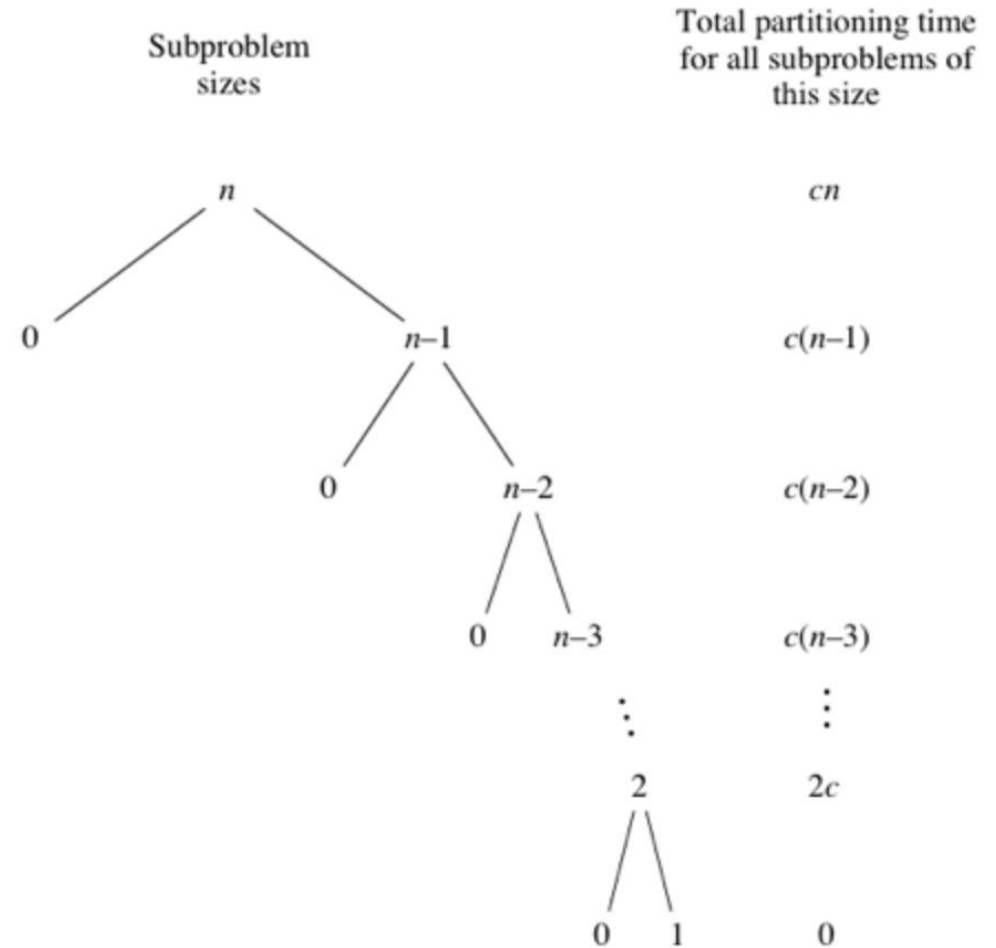 Subproblem
sizes
Total partitioning time
for all subproblems of
this size
n
cn
0
n–1
c(n–1)
0
n–2
c(n–2)
0
n–3
c(n–3)
2
2c
0
1
0